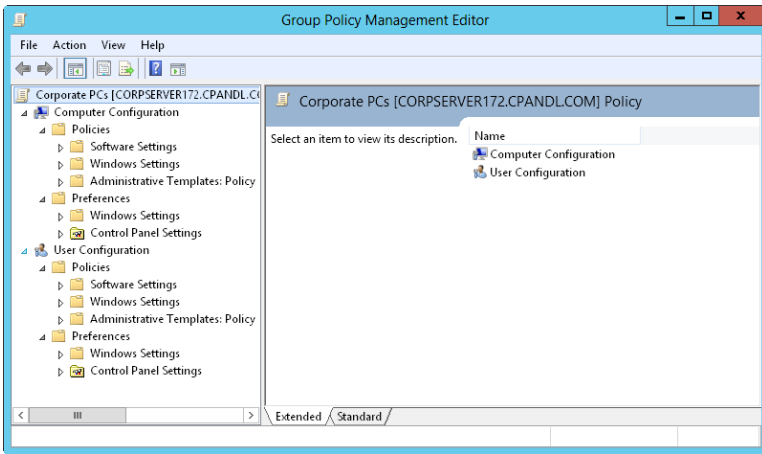 Group Policy Management Editor
File Action View Help
Corporate PCs [CORPSERVER172.CPANDL.C
Computer Configuration
Policies
Software Settings
Windows Settings
Administrative Templates: Policy
Preferences
Windows Settings
Control Panel Settings
User Configuration
Policies
Software Settings
Windows Settings
Administrative Templates: Policy
Preferences
Windows Settings
Control Panel Settings
Corporate PCs [CORPSERVER172.CPANDL.COM] Policy
Select an item to view its description.
Name
Computer Configuration
User Configuration
Extended Standard